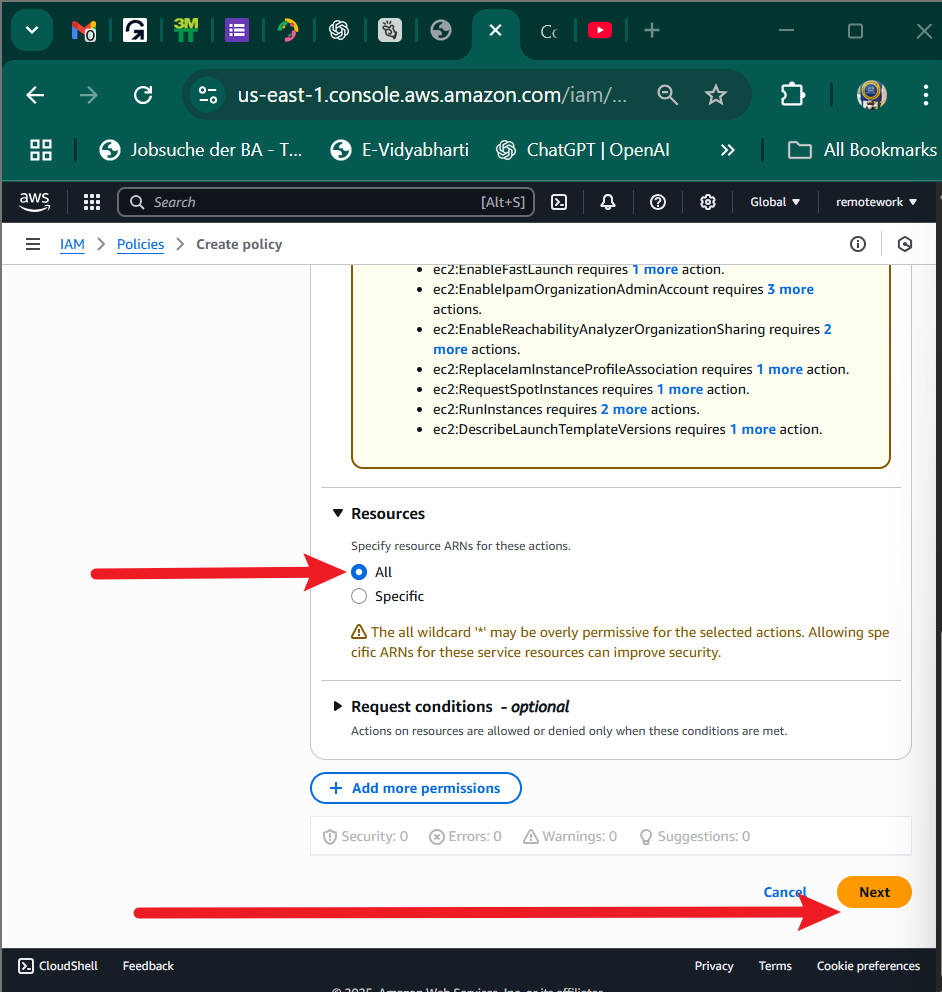 3M
Cc
us-east-1.console.aws.amazon.com/iam/...
Jobsuche der BA - T...
E-Vidyabharti
ChatGPT | OpenAI
»
All Bookmarks
aws
Search
[Alt+S]
Global
remotework
IAM > Policies > Create policy
• ec2:EnableFastLaunch requires 1 more action.
• ec2:EnableIpamOrganizationAdminAccount requires 3 more
actions.
• ec2:EnableReachabilityAnalyzerOrganizationSharing requires 2
more actions.
• ec2:ReplaceIamInstanceProfileAssociation requires 1 more action.
• ec2:RequestSpotInstances requires 1 more action.
• ec2:RunInstances requires 2 more actions.
• ec2:DescribeLaunchTemplateVersions requires 1 more action.
Resources
Specify resource ARNs for these actions.
All
Specific
The all wildcard '*' may be overly permissive for the selected actions. Allowing spe
cific ARNs for these service resources can improve security.
Request conditions - optional
Actions on resources are allowed or denied only when these conditions are met.
+ Add more permissions
Security: 0
Errors: 0
Warnings: 0
Suggestions: 0
Cancel
Next
CloudShell
Feedback
Privacy
Terms
Cookie preferences
© 2025, Amazon Web Services, Inc. or its affiliates.